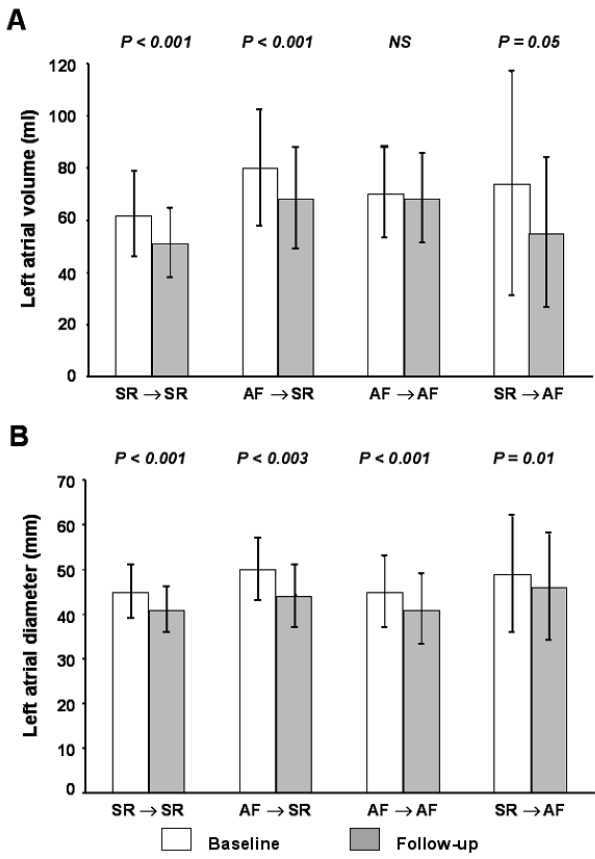 A
P < 0.001 P < 0.001 NS P = 0.05
Left atrial volume (ml)
120
100
80
60
40
20
0
SR → SR AF → SR AF → AF SR → AF
B
P < 0.001 P < 0.003 P < 0.001 P = 0.01
Left atrial diameter (mm)
70
60
50
40
30
20
10
0
SR → SR AF → SR AF → AF SR → AF
Baseline Follow-up